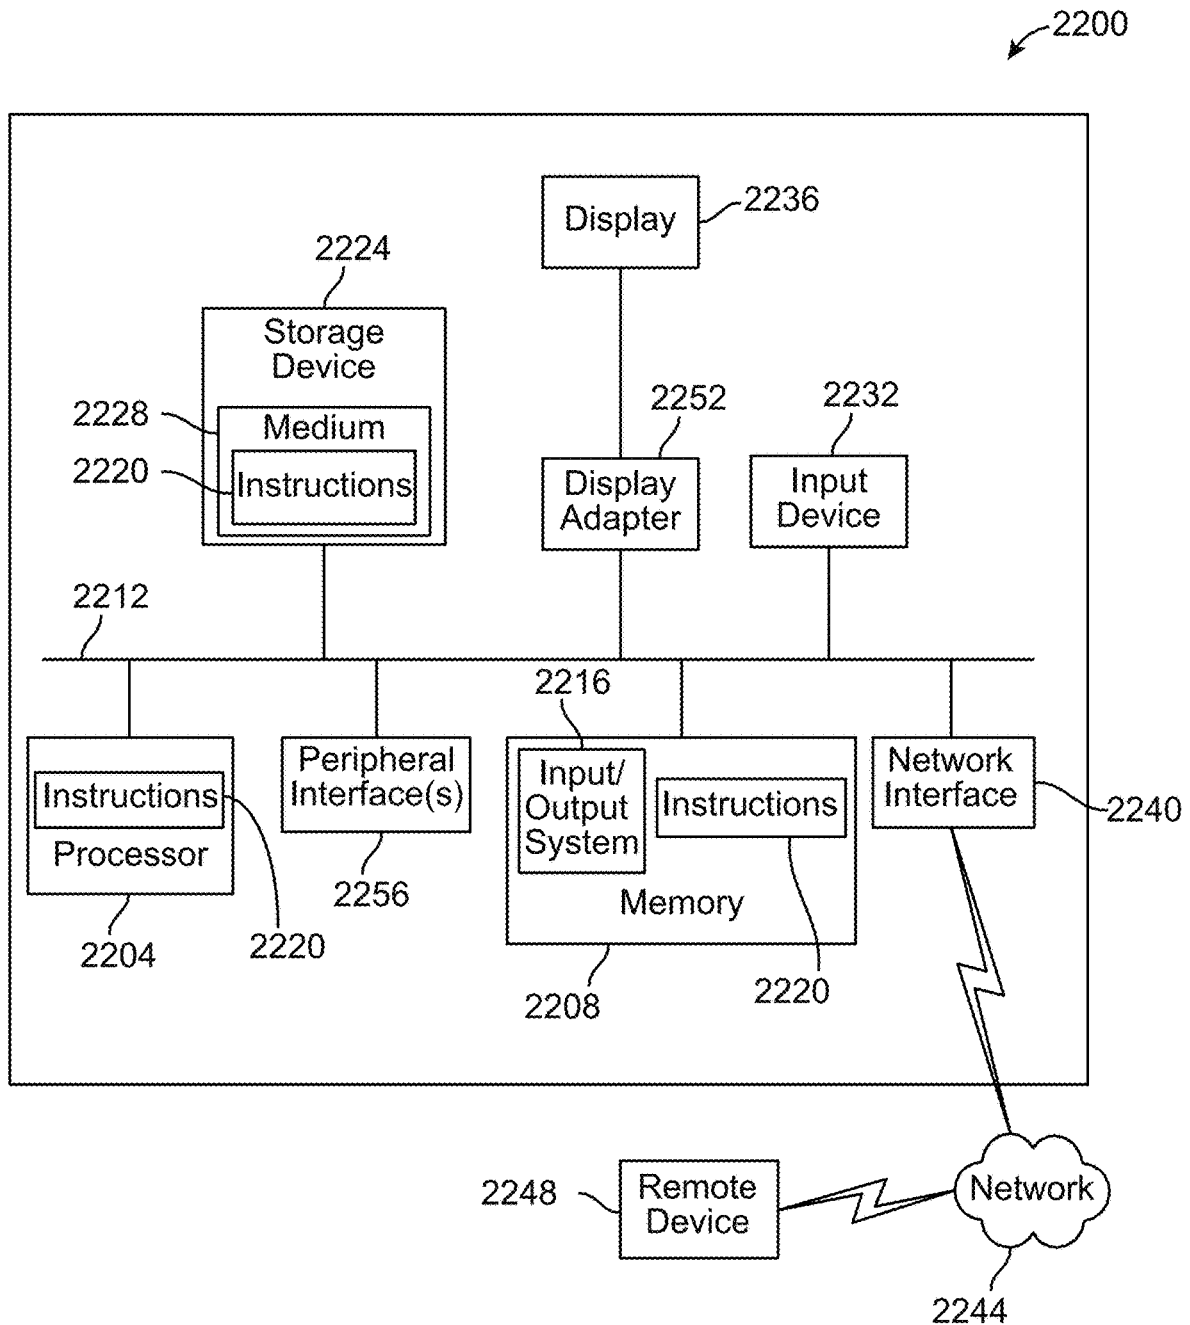 2200
Display
2236
2224
Storage
Device
2228
Medium
2220
Instructions
2252
Display
Adapter
2232
Input
Device
2212
2216
Instructions
Processor
2204
2220
Peripheral
Interface(s)
2256
Input/
Output
System
Instructions
Memory
2208
2220
Network
Interface
2240
2248
Remote
Device
Network
2244